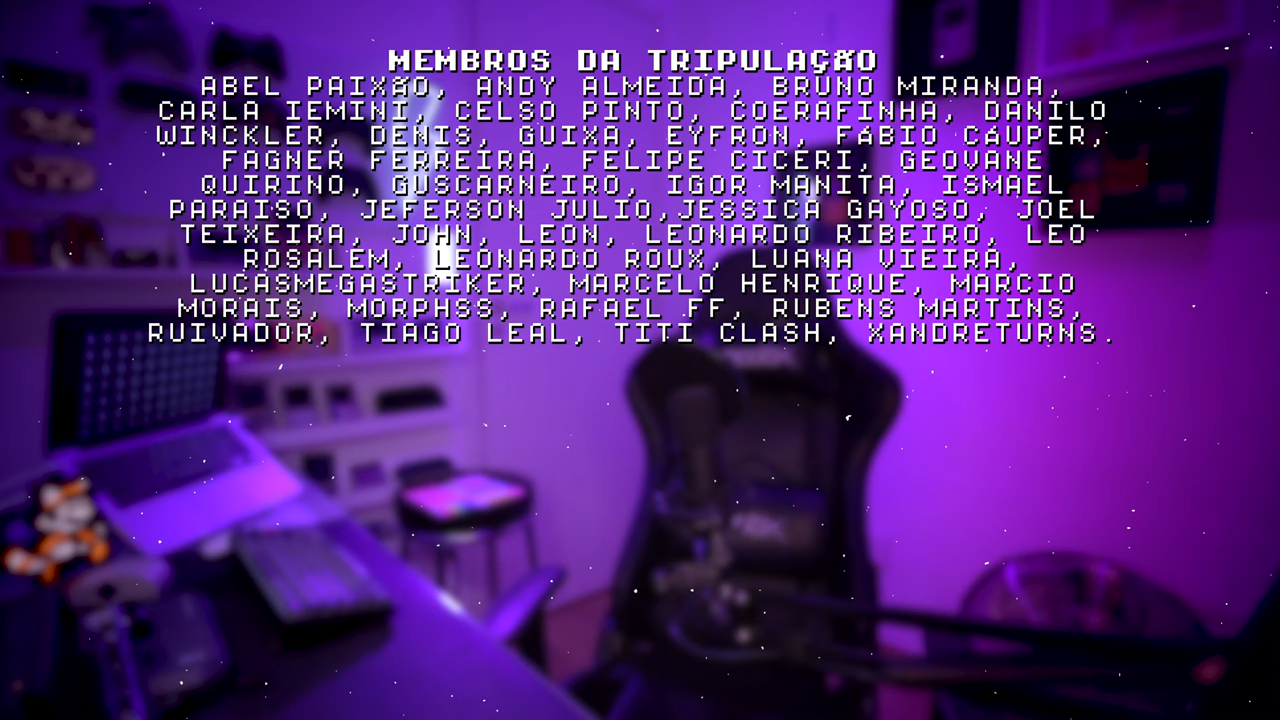 MEMBROS DA TRIPULAÇÃO
ABEL PAIXÃO, ANDY ALMEIDA, BRUNO MIRANDA,
CARLA IEMINI, CELSO PINTO, COERAFINHA, DANILO
WINCKLER, DENIS, GUIXA, EYFRON, FÁBIO CÁUPER,
FAGNER FERREIRA, FELIPE CICERI, GEOVANE
QUIRINO, GUSCARNEIRO, IGOR MANITA, ISMAEL
PARAISO, JEFERSON JULIO,JESSICA GAYOSO, JOEL
TEIXEIRA, JOHN, LEON, LEONARDO RIBEIRO, LEO
ROSALEM, LEONARDO ROUX, LUANA VIEIRA,
LUCASMEGASTRIKER, MARCELO HENRIQUE, MARCIO
MORAIS, MORPHSS, RAFAEL FF, RUBENS MARTINS,
RUIVADOR, TIAGO LEAL, TITI CLASH, XANDRETURNS.